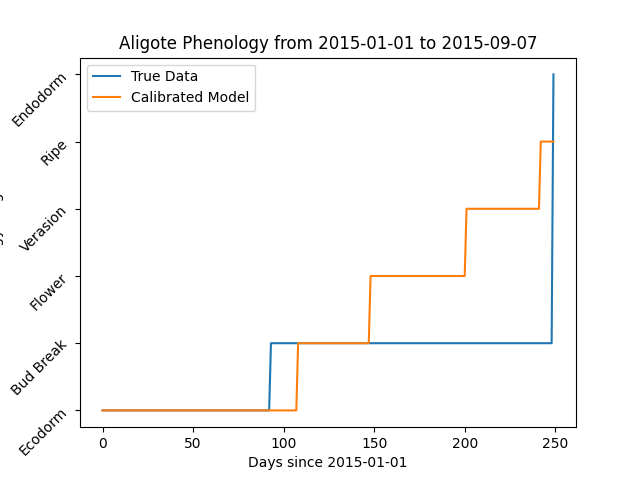 Aligote Phenology from 2015-01-01 to 2015-09-07
True Data
Calibrated Model
Endodorm
Ripe
Verasion
Flower
Bud Break
Ecodorm
0 50 100 150 200 250
Days since 2015-01-01